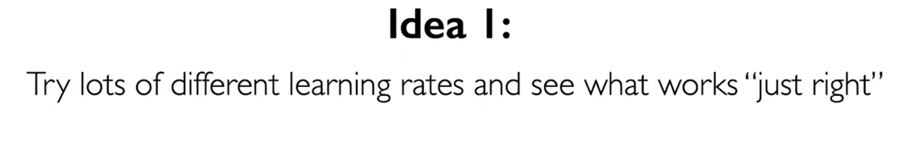 Idea 1:
Try lots of different learning rates and see what works “just right”